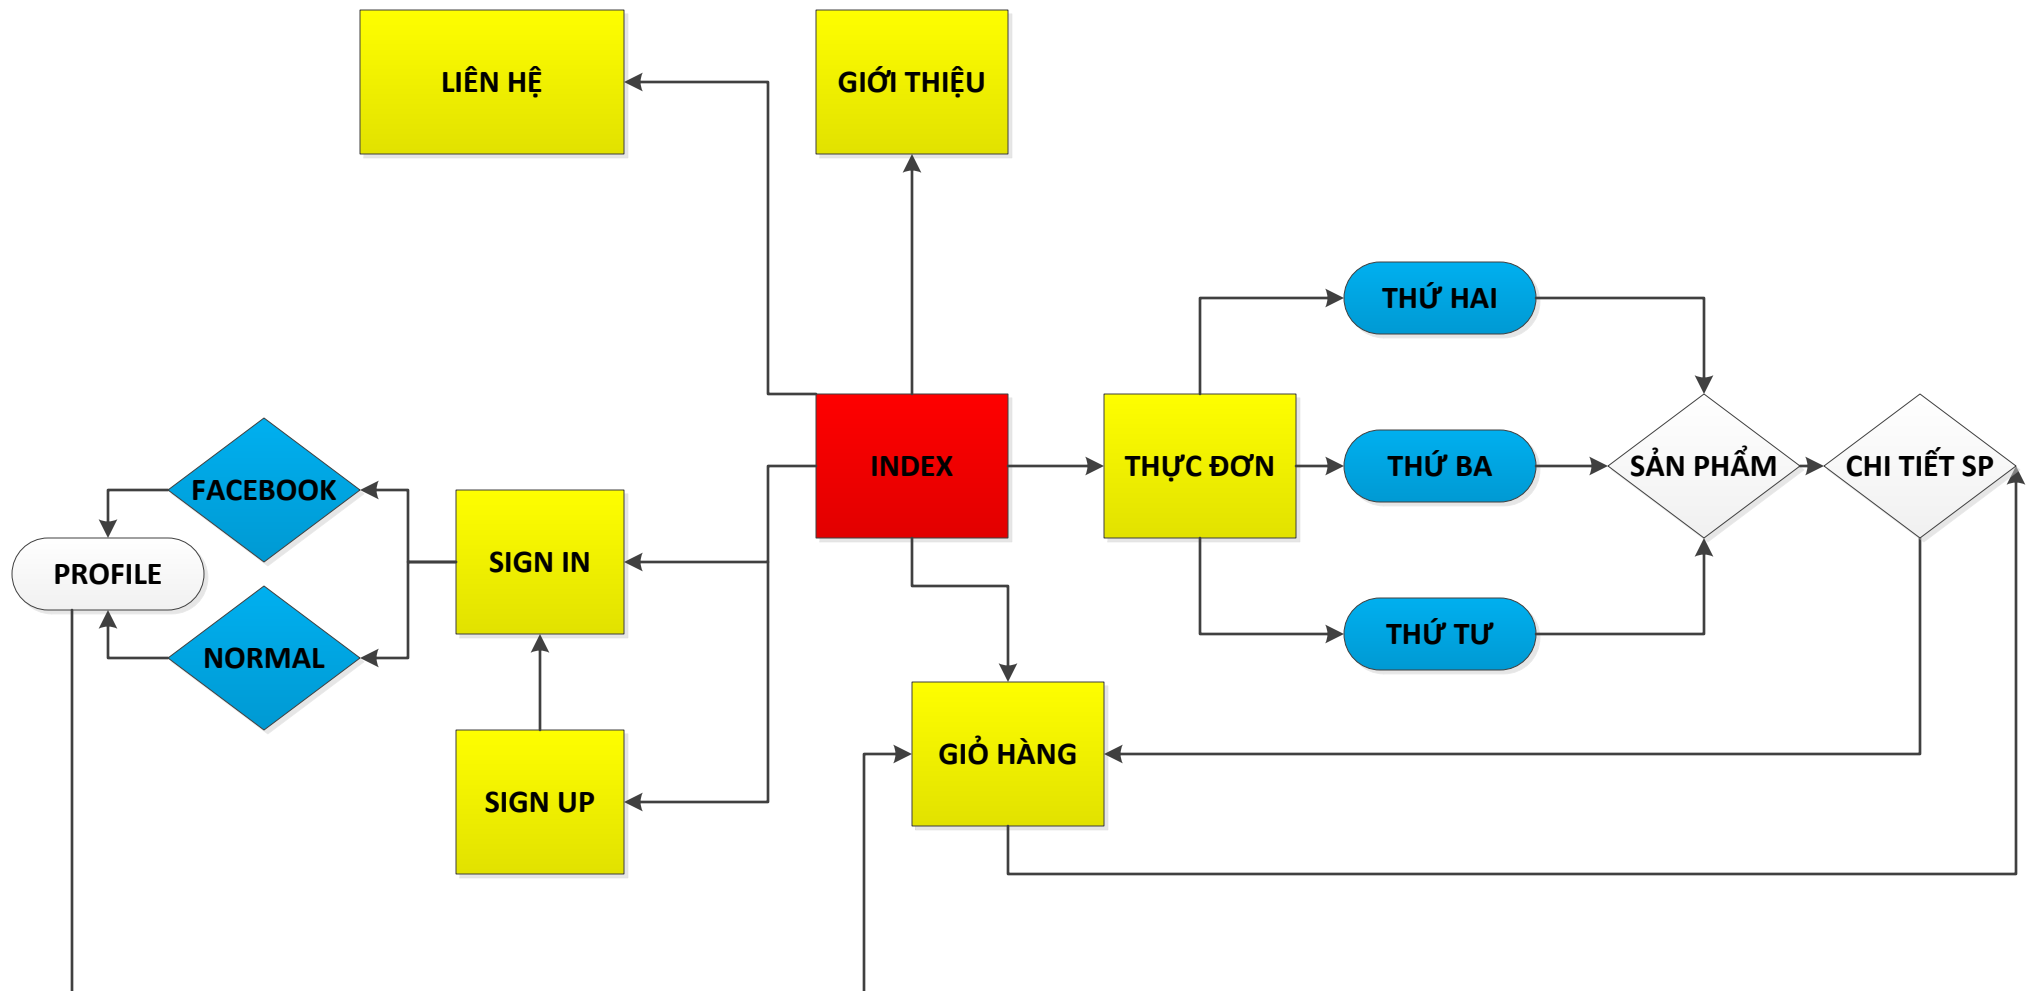 LIÊN HỆ
GIỚI THIỆU
THỨ HAI
INDEX
THỰC ĐƠN
THỨ BA
SẢN PHẨM
CHI TIẾT SP
FACEBOOK
SIGN IN
PROFILE
NORMAL
THỨ TƯ
GIỎ HÀNG
SIGN UP